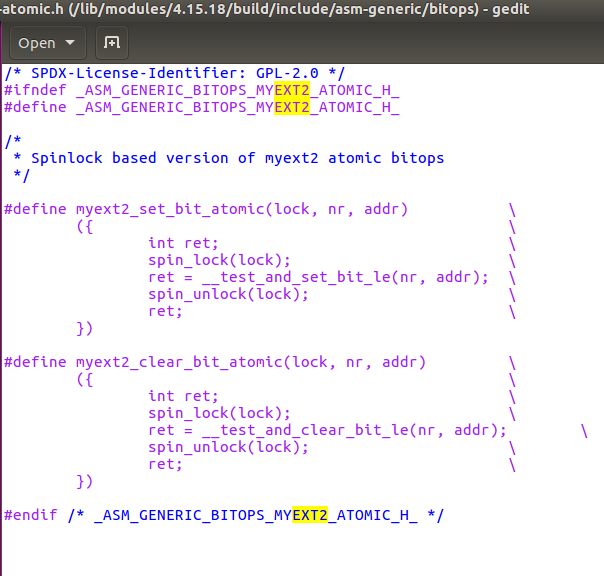 -atomic.h (/lib/modules/4.15.18/build/include/asm-generic/bitops) - gedit
Open
/* SPDX-License-Identifier: GPL-2.0 */
#ifndef _ASM_GENERIC_BITOPS_MYEXT2_ATOMIC_H_
#define _ASM_GENERIC_BITOPS_MYEXT2_ATOMIC_H_
/*
 * Spinlock based version of myext2 atomic bitops
 */
#define myext2_set_bit_atomic(lock, nr, addr)           \
        ({                                              \
                int ret;                                \
                spin_lock(lock);                        \
                ret = __test_and_set_bit_le(nr, addr);  \
                spin_unlock(lock);                      \
                ret;                                    \
        })
#define myext2_clear_bit_atomic(lock, nr, addr)         \
        ({                                              \
                int ret;                                \
                spin_lock(lock);                        \
                ret = __test_and_clear_bit_le(nr, addr);        \
                spin_unlock(lock);                      \
                ret;                                    \
        })
#endif /* _ASM_GENERIC_BITOPS_MYEXT2_ATOMIC_H_ */